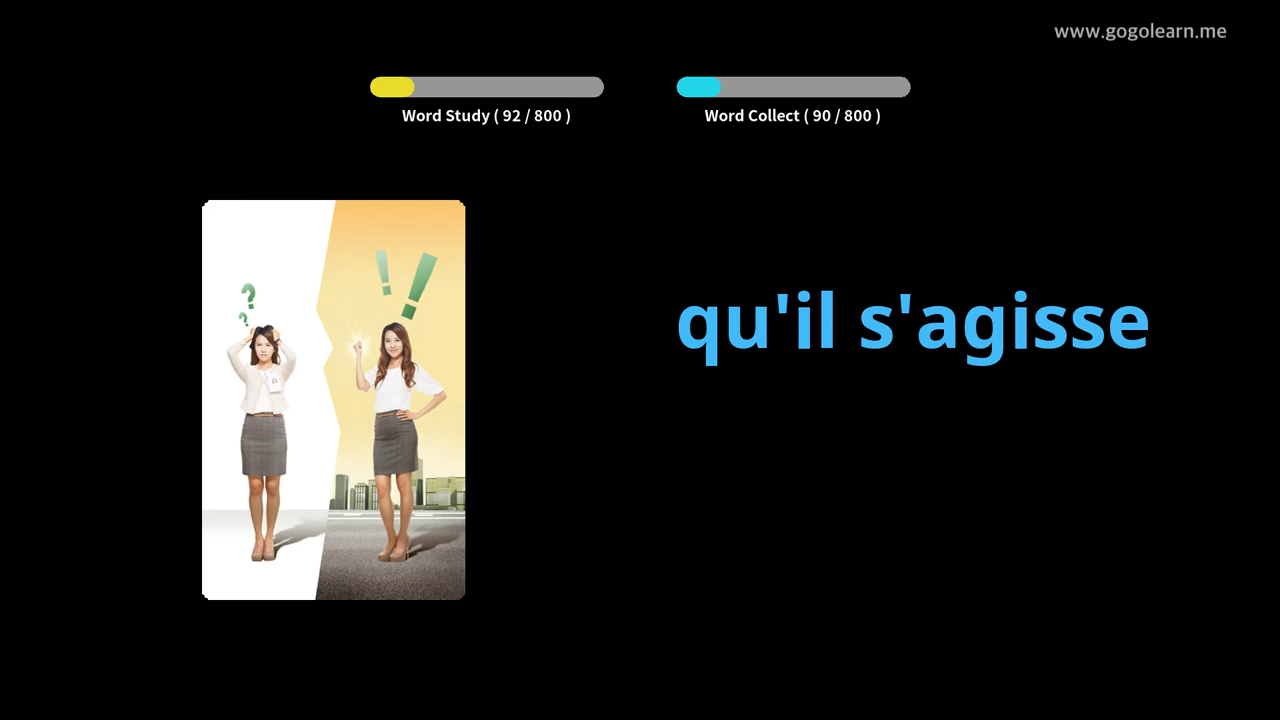 www.gogolearn.me
Word Study ( 92 / 800 )
Word Collect ( 90 / 800 )
? ?
! !
qu'il s'agisse